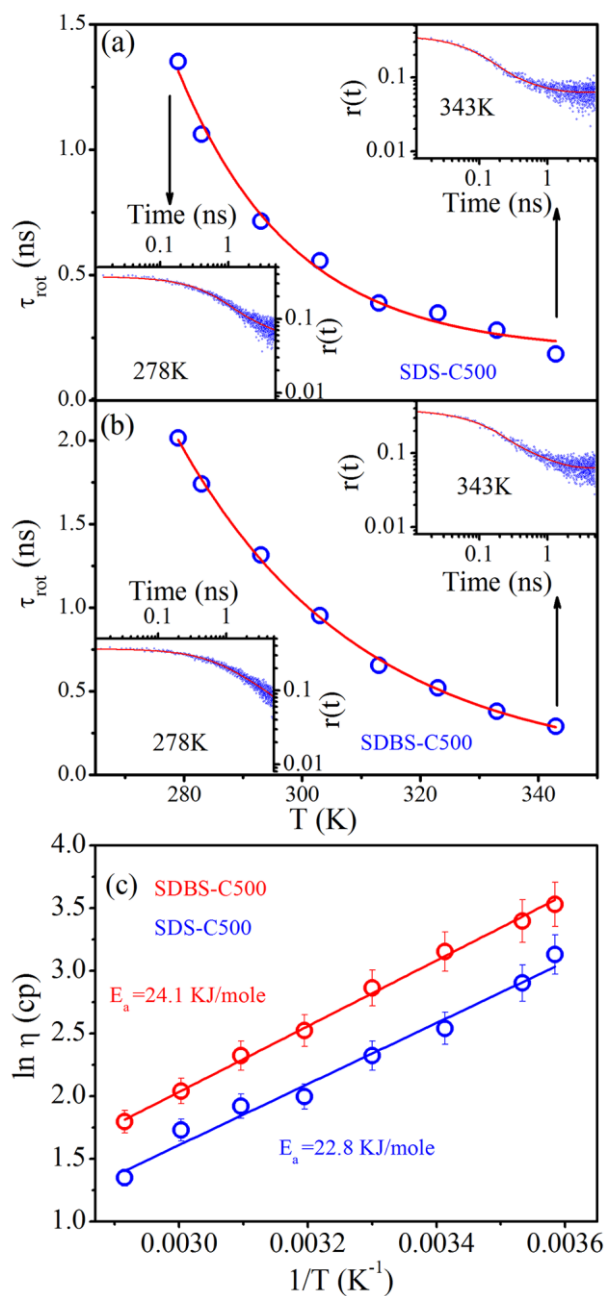 (a)
1.5
1.0
0.5
0.0
τrot (ns)
r(t)
0.1
0.01
343K
0.1 1
Time (ns)
Time (ns)
0.1 1
0.1
0.01
r(t)
278K
SDS-C500
(b)
2.0
1.5
1.0
0.5
0.0
τrot (ns)
r(t)
0.1
0.01
343K
0.1 1
Time (ns)
Time (ns)
0.1 1
0.1
0.01
r(t)
278K
SDBS-C500
280 300 320 340
T (K)
(c)
4.0
3.5
3.0
2.5
2.0
1.5
1.0
ln η (cp)
SDBS-C500
SDS-C500
Ea=24.1 KJ/mole
Ea=22.8 KJ/mole
0.0030 0.0032 0.0034 0.0036
1/T (K⁻¹)